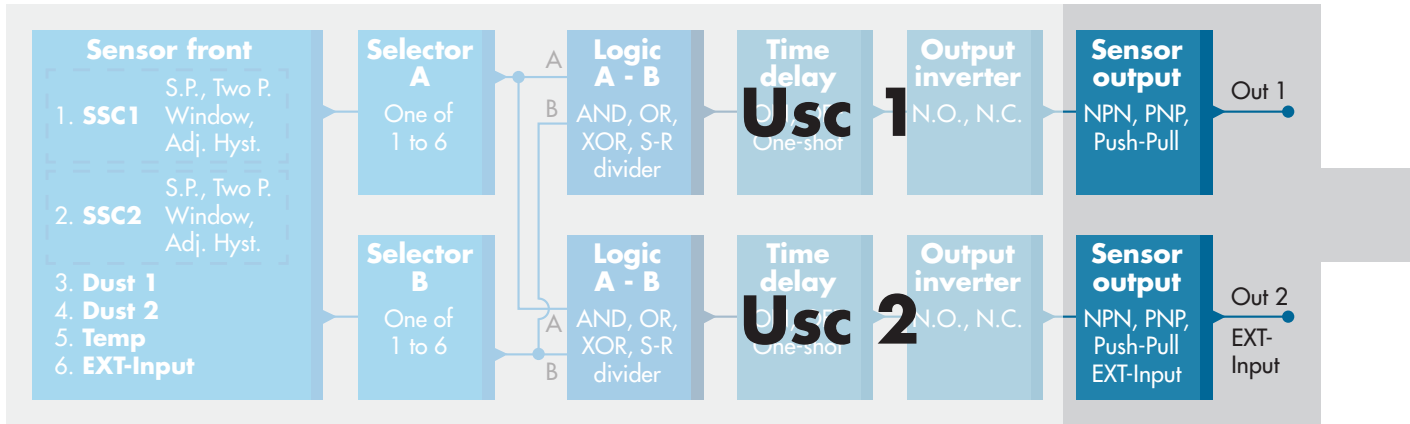 Sensor front
1. SSC1
S.P., Two P.
Window,
Adj. Hyst.
2. SSC2
S.P., Two P.
Window,
Adj. Hyst.
3. Dust 1
4. Dust 2
5. Temp
6. EXT-Input
Selector
A
One of
1 to 6
Selector
B
One of
1 to 6
A
B
Logic
A - B
AND, OR,
XOR, S-R
divider
Time
delay
One-shot
Usc 1
Output
inverter
N.O., N.C.
Sensor
output
NPN, PNP,
Push-Pull
Out 1
A
B
Logic
A - B
AND, OR,
XOR, S-R
divider
Time
delay
One-shot
Usc 2
Output
inverter
N.O., N.C.
Sensor
output
NPN, PNP,
Push-Pull
EXT-Input
Out 2
EXT-
Input